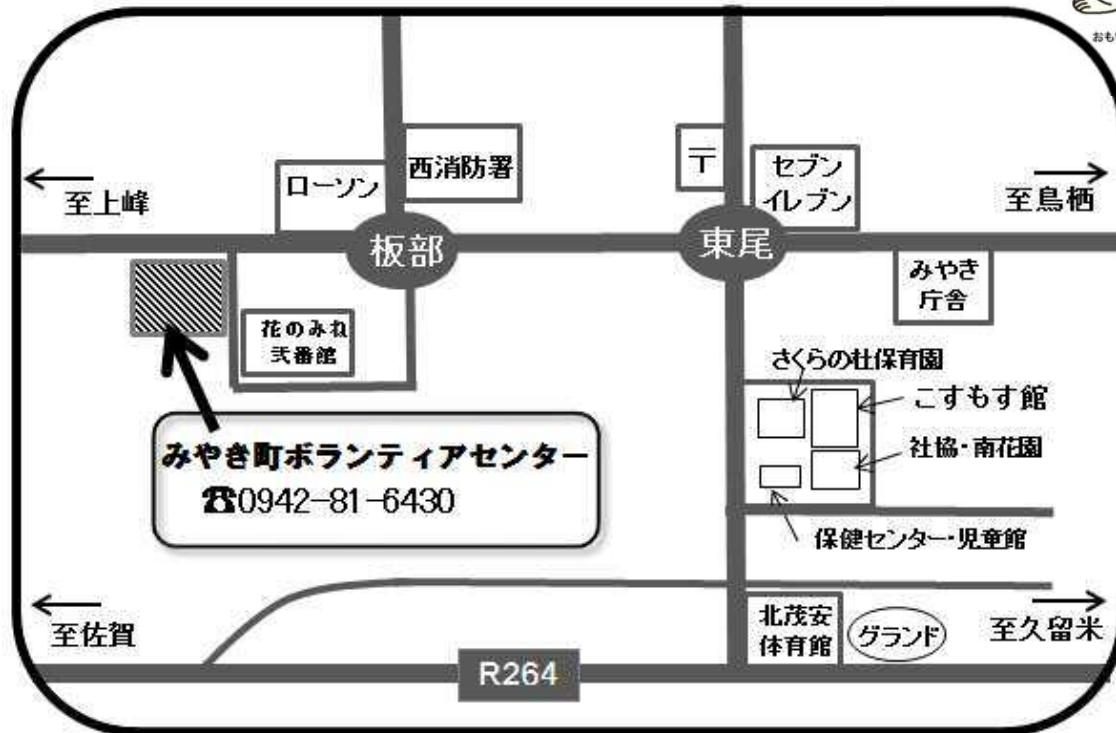 おも
西消防署
〒
セブン
イレブン
ローソン
至上峰
至鳥栖
板部
東尾
みやき
庁舎
花のみね
弐番館
さくらの杜保育園
こすもす館
みやき町ボランティアセンター
☎0942-81-6430
社協・南花園
保健センター・児童館
至佐賀
北茂安
体育館
グランド
至久留米
R264